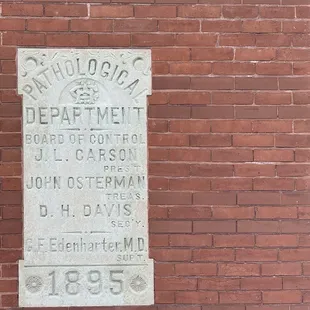 PATHOLOGICAL
DEPARTMENT
BOARD OF CONTROL
J. L. CARSON
PRES'T.
JOHN OSTERMAN
TREAS.
D. H. DAVIS
SEC'Y.
G. F. Edenharter, M.D.
SUPT.
1895